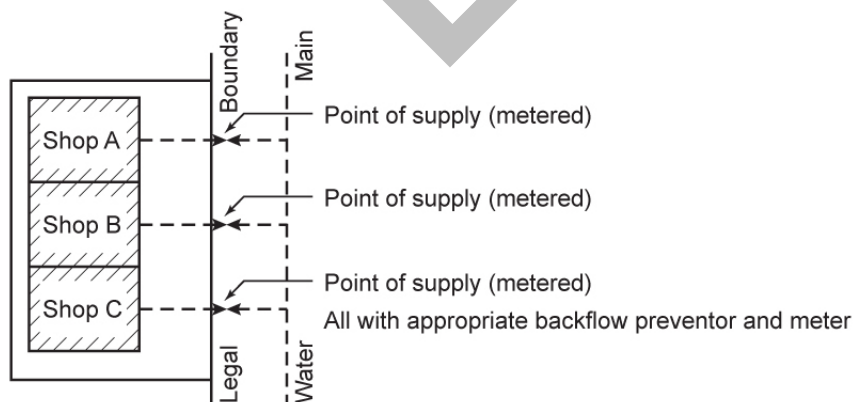 Boundary
Main
Point of supply (metered)
Shop A
Point of supply (metered)
Shop B
Point of supply (metered)
Shop C
All with appropriate backflow preventor and meter
Legal
Water